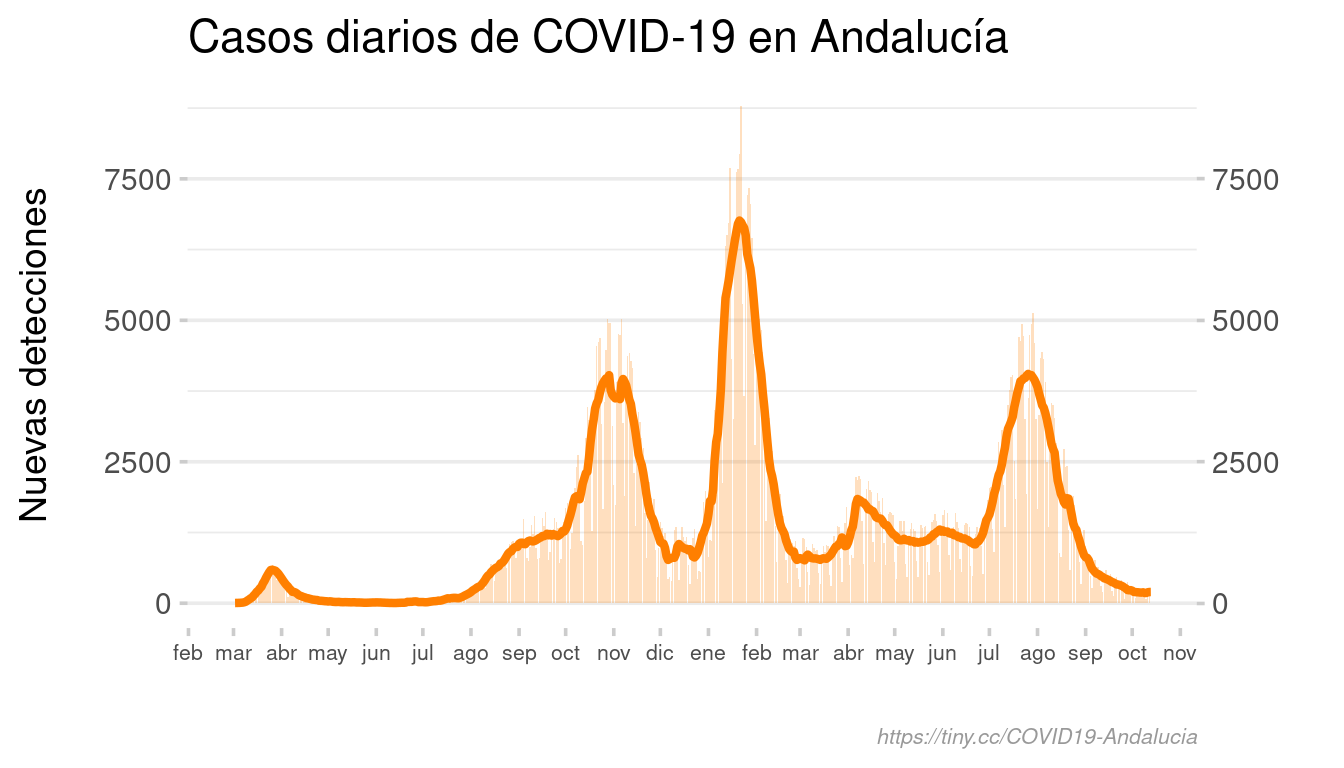 Casos diarios de COVID-19 en Andalucía
Nuevas detecciones
7500 7500
5000 5000
2500 2500
0 0
feb mar abr may jun jul ago sep oct nov dic ene feb mar abr may jun jul ago sep oct nov
https://tiny.cc/COVID19-Andalucia